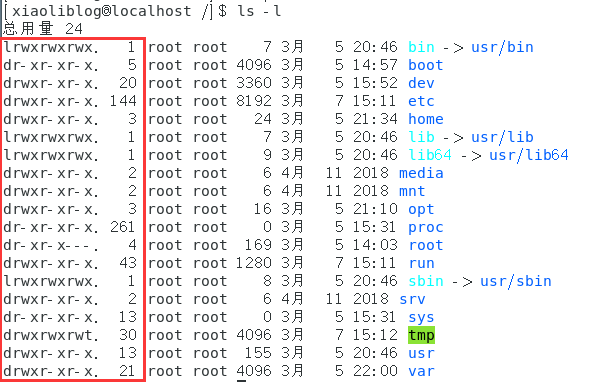 [xiaoliblog@localhost /]$ ls -l
总用量 24
lrwxrwxrwx. 1 root root 7 3月 5 20:46 bin -> usr/bin
dr-xr-xr-x. 5 root root 4096 3月 5 14:57 boot
drwxr-xr-x. 20 root root 3360 3月 5 15:52 dev
drwxr-xr-x. 144 root root 8192 3月 7 15:11 etc
drwxr-xr-x. 3 root root 24 3月 5 21:34 home
lrwxrwxrwx. 1 root root 7 3月 5 20:46 lib -> usr/lib
lrwxrwxrwx. 1 root root 9 3月 5 20:46 lib64 -> usr/lib64
drwxr-xr-x. 2 root root 6 4月 11 2018 media
drwxr-xr-x. 2 root root 6 4月 11 2018 mnt
drwxr-xr-x. 3 root root 16 3月 5 21:10 opt
dr-xr-xr-x. 261 root root 0 3月 5 15:31 proc
dr-xr-x---. 4 root root 169 3月 5 14:03 root
drwxr-xr-x. 43 root root 1280 3月 7 15:11 run
lrwxrwxrwx. 1 root root 8 3月 5 20:46 sbin -> usr/sbin
drwxr-xr-x. 2 root root 6 4月 11 2018 srv
dr-xr-xr-x. 13 root root 0 3月 5 15:31 sys
drwxrwxrwt. 30 root root 4096 3月 7 15:12 tmp
drwxr-xr-x. 13 root root 155 3月 5 20:46 usr
drwxr-xr-x. 21 root root 4096 3月 5 22:00 var